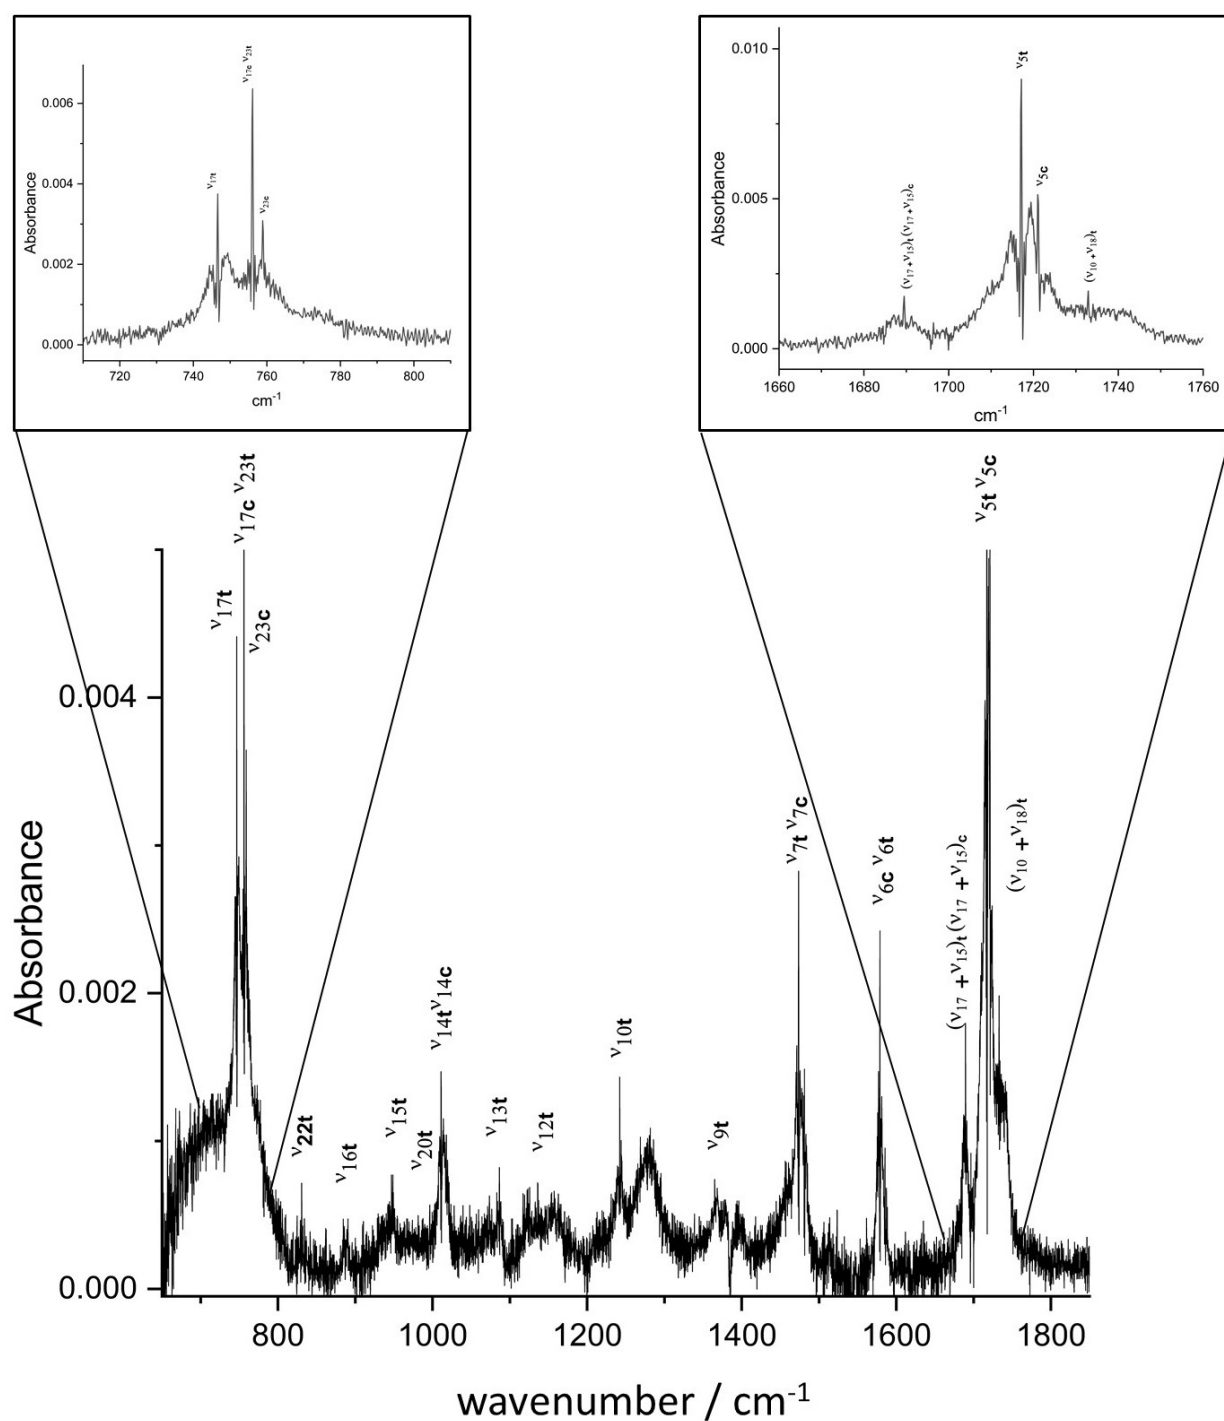 ν17c ν23t
ν17t
ν23c
0.006
0.004
0.002
0.000
Absorbance
720 740 760 780 800
cm-1
ν5t
ν5c
(ν17 + ν15)t (ν17 + ν15)c
(ν10 + ν18)t
0.010
0.005
0.000
Absorbance
1660 1680 1700 1720 1740 1760
cm-1
ν17c ν23t
ν17t
ν23c
ν22t
ν16t
ν15t
ν20t
ν14t ν14c
ν13t
ν12t
ν10t
ν9t
ν7t ν7c
ν6c ν6t
(ν17 + ν15)t (ν17 + ν15)c
ν5t ν5c
(ν10 + ν18)t
0.004
0.002
0.000
Absorbance
800 1000 1200 1400 1600 1800
wavenumber / cm-1